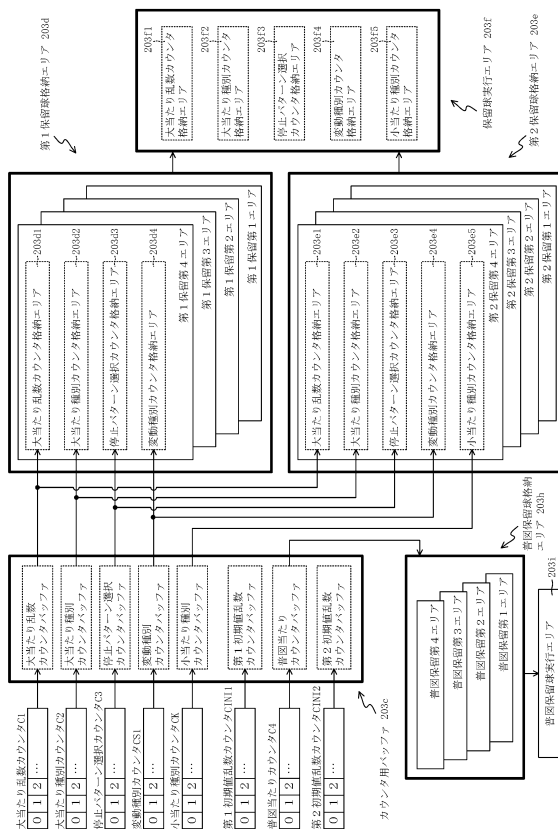 大当たり乱数カウンタC1
0 1 2 …
大当たり種別カウンタC2
0 1 2 …
停止パターン選択カウンタC3
0 1 2 …
変動種別カウンタCS1
0 1 2 …
小当たり種別カウンタCK
0 1 2 …
第1初期値乱数カウンタCINI1
0 1 2 …
普図当たりカウンタC4
0 1 2 …
第2初期値乱数カウンタCINI2
0 1 2 …
カウンタ用バッファ 203c
大当たり乱数
カウンタバッファ
大当たり種別
カウンタバッファ
停止パターン選択
カウンタバッファ
変動種別
カウンタバッファ
小当たり種別
カウンタバッファ
第1初期値乱数
カウンタバッファ
普図当たり
カウンタバッファ
第2初期値乱数
カウンタバッファ
第1保留球格納エリア 203d
大当たり乱数カウンタ格納エリア
203d1
大当たり種別カウンタ格納エリア
203d2
停止パターン選択カウンタ格納エリア
203d3
変動種別カウンタ格納エリア
203d4
第1保留第4エリア
第1保留第3エリア
第1保留第2エリア
第1保留第1エリア
大当たり乱数カウンタ格納エリア
203e1
大当たり種別カウンタ格納エリア
203e2
停止パターン選択カウンタ格納エリア
203e3
変動種別カウンタ格納エリア
203e4
小当たり種別カウンタ格納エリア
203e5
第2保留第4エリア
第2保留第3エリア
第2保留第2エリア
第2保留第1エリア
第2保留球格納エリア 203e
大当たり乱数カウンタ
格納エリア
203f1
大当たり種別カウンタ
格納エリア
203f2
停止パターン選択
カウンタ格納エリア
203f3
変動種別カウンタ
格納エリア
203f4
小当たり種別カウンタ
格納エリア
203f5
保留球実行エリア 203f
普図保留球格納
エリア 203h
普図保留第4エリア
普図保留第3エリア
普図保留第2エリア
普図保留第1エリア
普図保留球実行エリア
203i